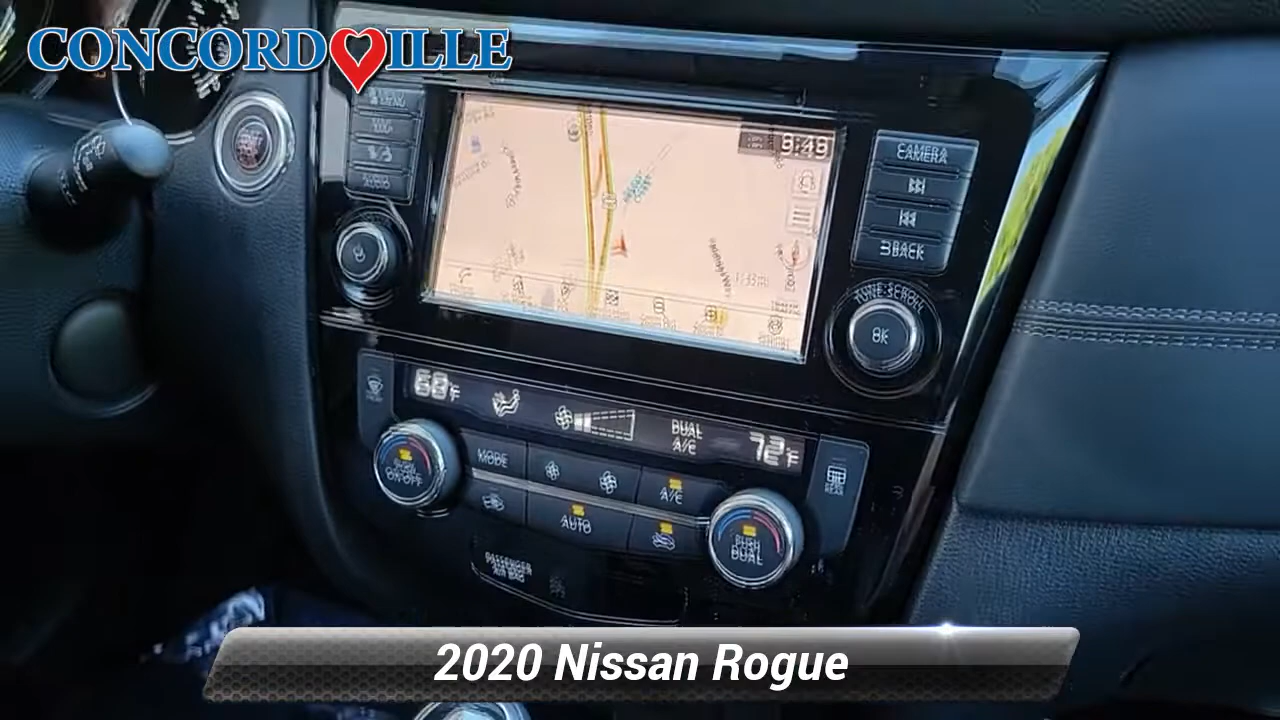 CONCORDVILLE
9:49
CAMERA
BACK
AUDIO
TUNE·SCROLL
OK
68°F
DUAL
A/C
72°F
MODE
ON·OFF
A/C
AUTO
PUSH
DUAL
REAR
PASSENGER
AIR BAG
2020 Nissan Rogue